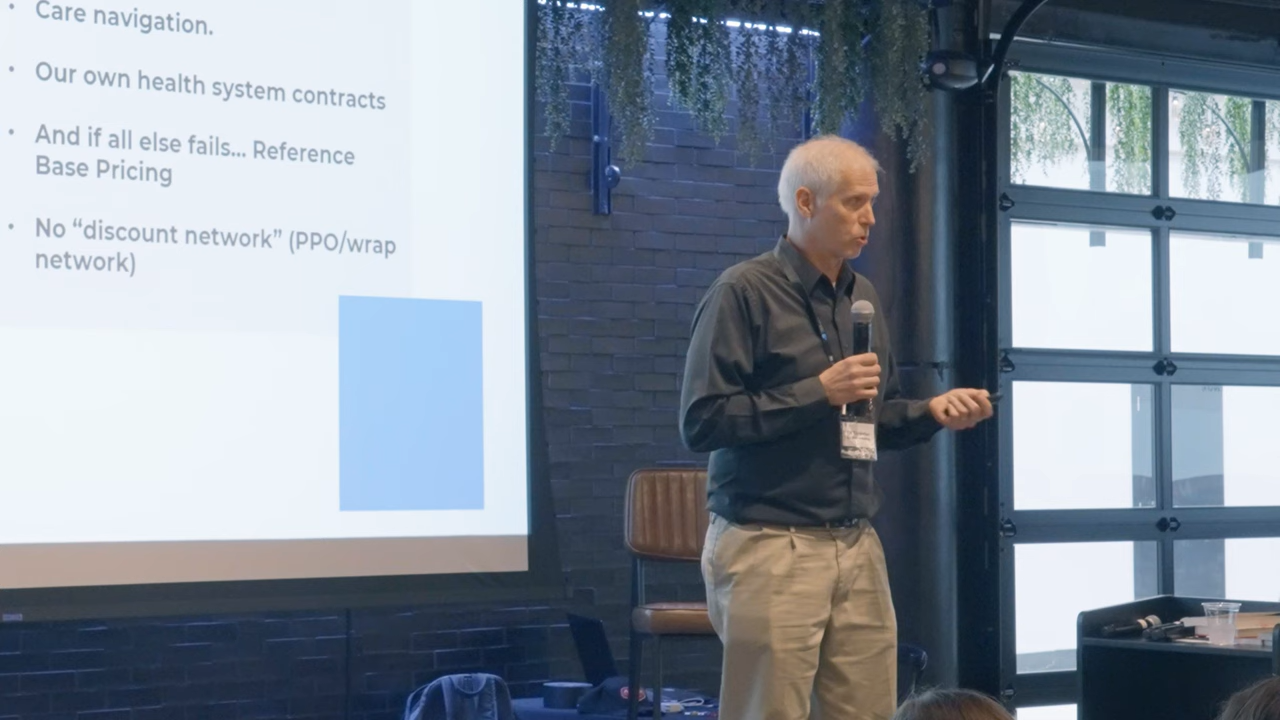 • Care navigation.
• Our own health system contracts
• And if all else fails... Reference
Base Pricing
• No “discount network” (PPO/wrap
network)